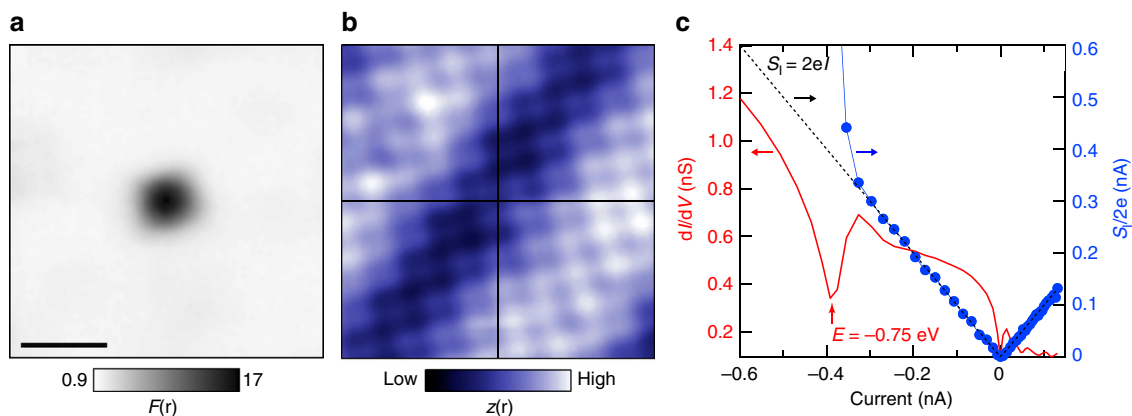 a
0.9
17
F(r)
b
Low
High
z(r)
c
1.4
1.2
1.0
0.8
0.6
0.4
0.2
dI/dV (nS)
S_I = 2eI
E = −0.75 eV
0.6
0.5
0.4
0.3
0.2
0.1
0
S_I/2e (nA)
−0.6
−0.4
−0.2
0
Current (nA)